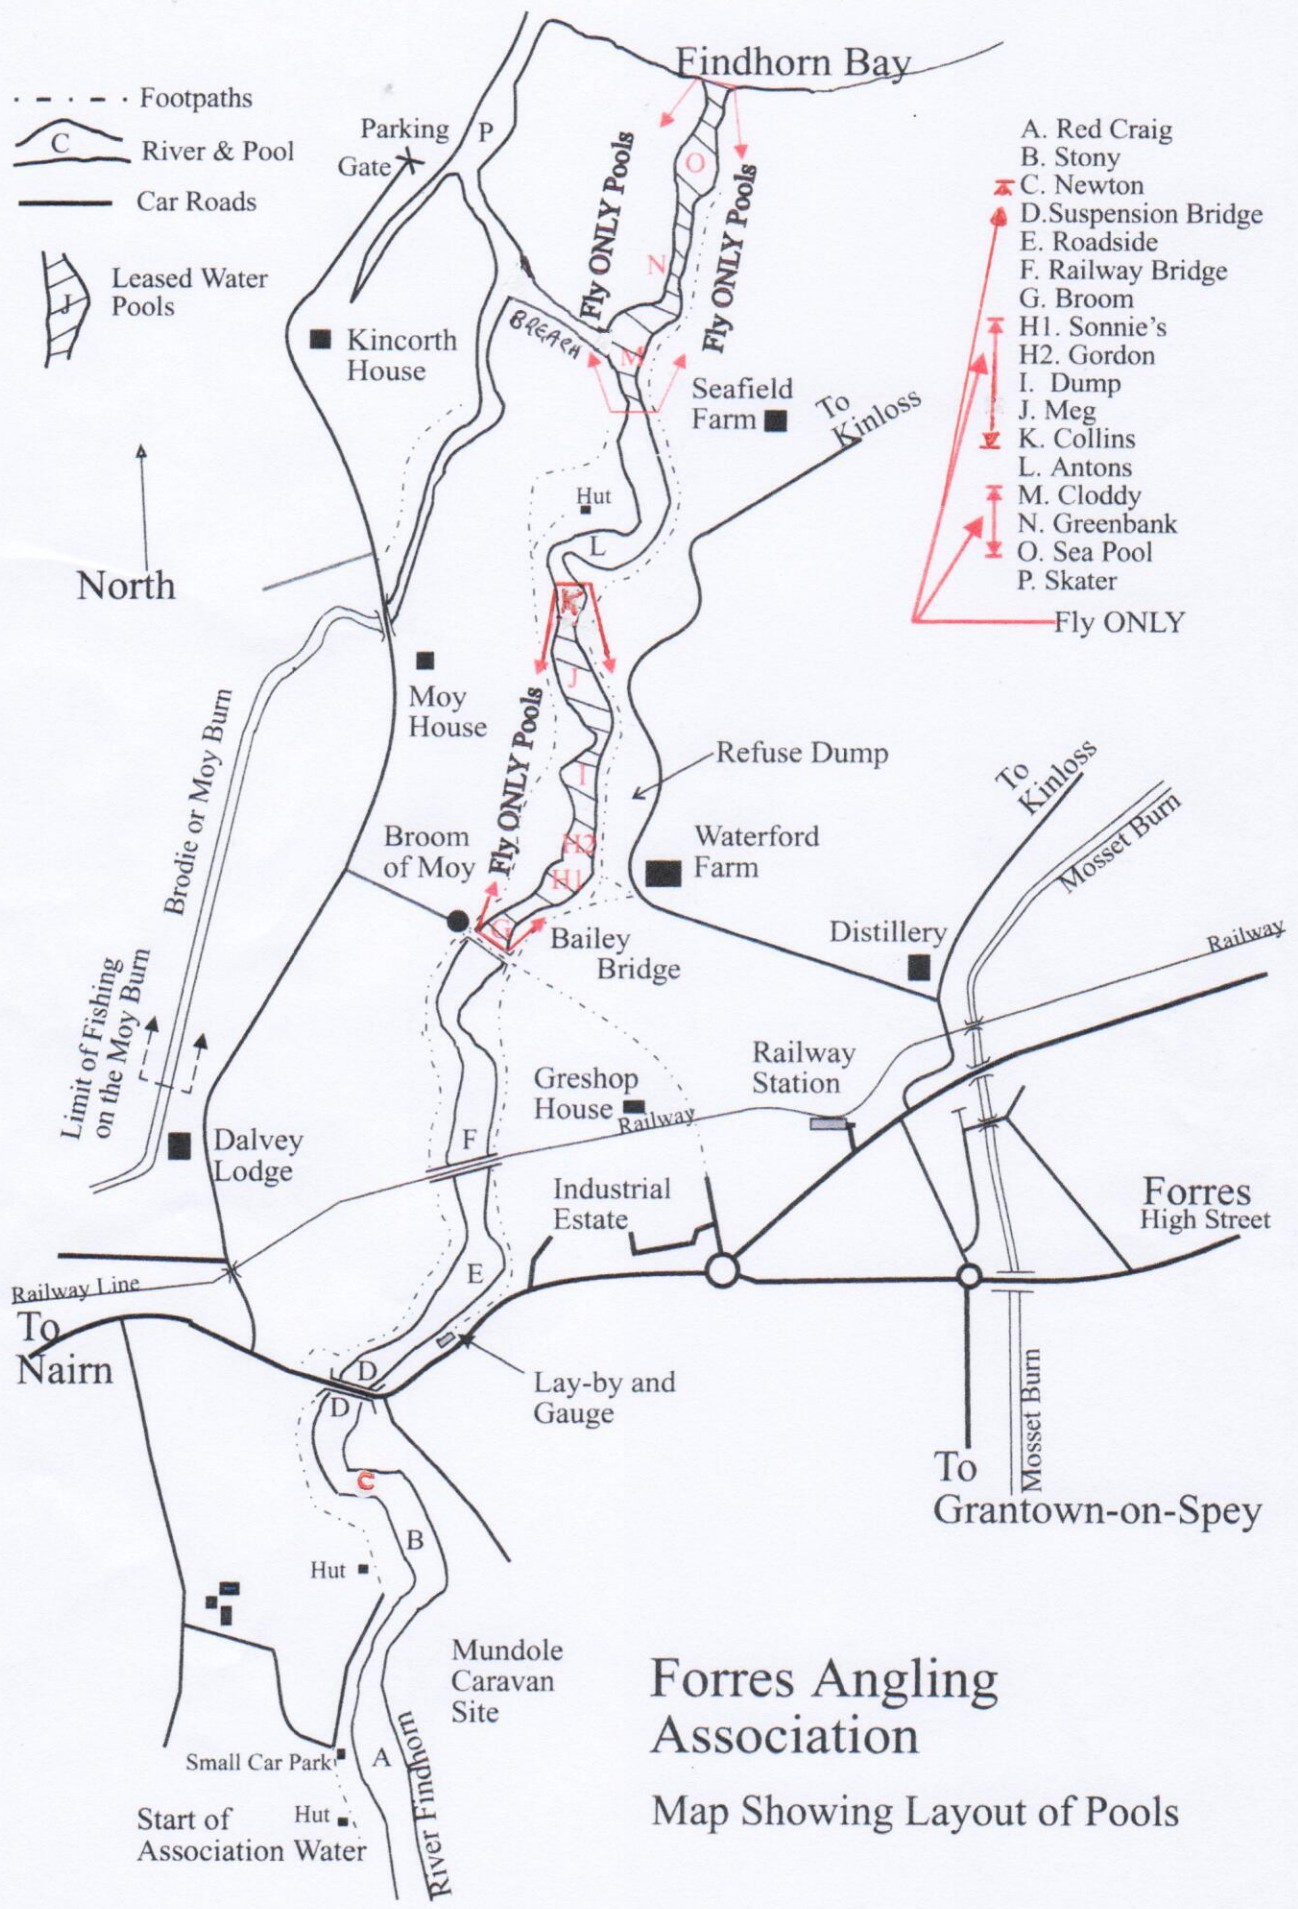 Findhorn Bay
Footpaths
C
River & Pool
Car Roads
J
Leased Water
Pools
Parking
Gate
P
O
N
M
Fly ONLY Pools
Fly ONLY Pools
BREACH
A. Red Craig
B. Stony
C. Newton
D.Suspension Bridge
E. Roadside
F. Railway Bridge
G. Broom
H1. Sonnie's
H2. Gordon
I. Dump
J. Meg
K. Collins
L. Antons
M. Cloddy
N. Greenbank
O. Sea Pool
P. Skater
Fly ONLY
Kincorth
House
Seafield
Farm
To
Kinloss
North
Hut
L
K
J
I
H2
H1
G
Fly ONLY Pools
Moy
House
Brodie or Moy Burn
Refuse Dump
To
Kinloss
Mosset Burn
Broom
of Moy
Waterford
Farm
Bailey
Bridge
Distillery
Railway
Limit of Fishing
on the Moy Burn
Railway
Station
Greshop
House
Railway
Dalvey
Lodge
F
Industrial
Estate
Forres
High Street
E
Railway Line
To
Nairn
D
D
Lay-by and
Gauge
Mosset Burn
To
Grantown-on-Spey
C
B
Hut
Mundole
Caravan
Site
Small Car Park
A
River Findhorn
Hut
Start of
Association Water
Forres Angling
Association
Map Showing Layout of Pools